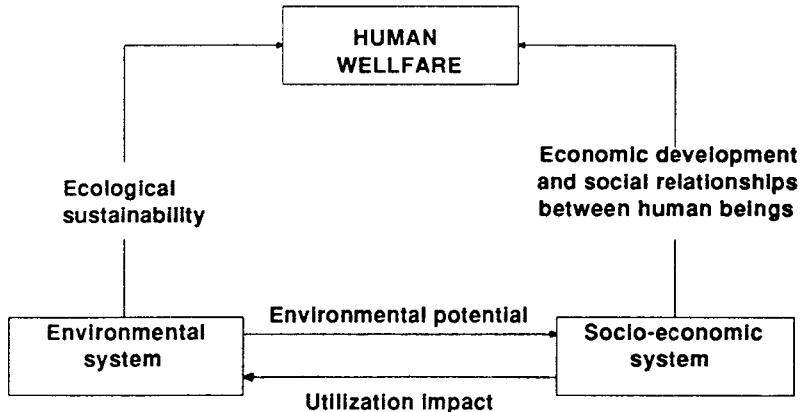 HUMAN
WELLFARE
Economic development
and social relationships
between human beings
Ecological
sustainability
Environmental potential
Environmental
system
Socio-economic
system
Utilization impact